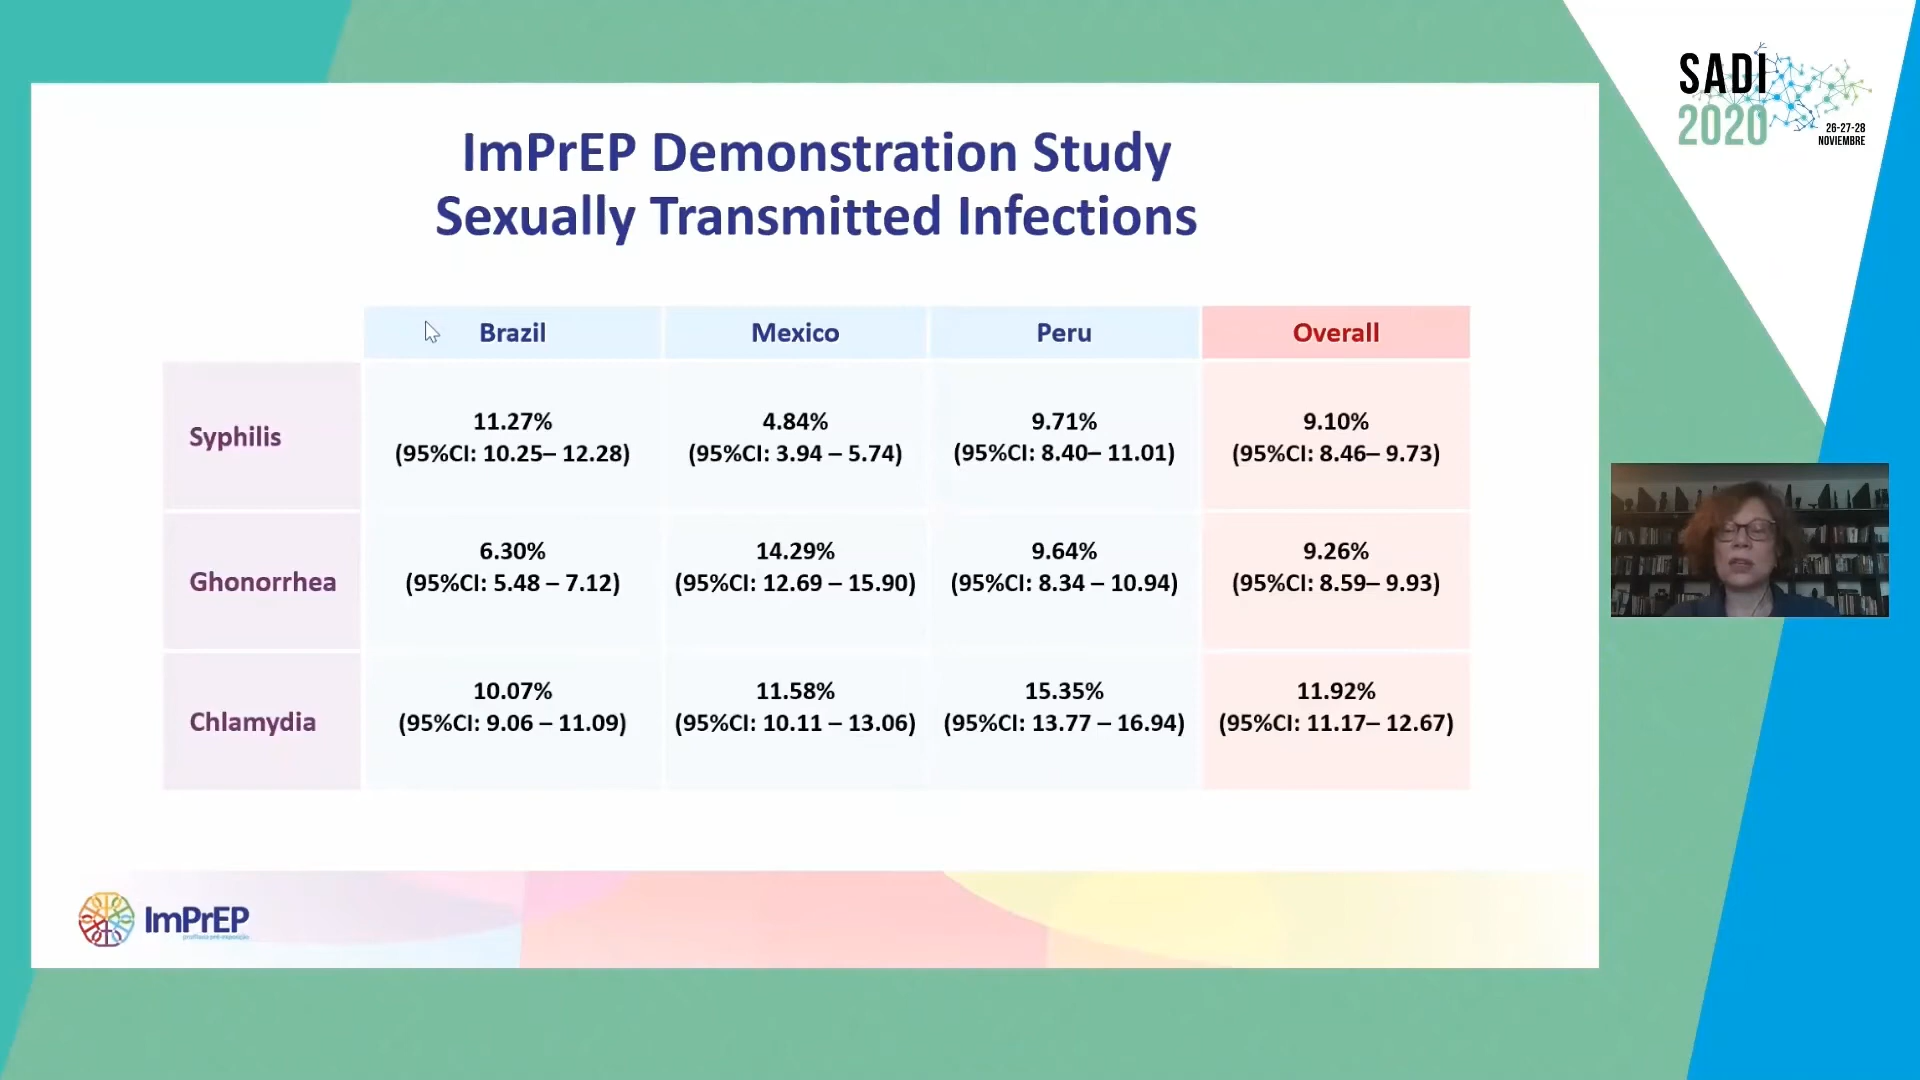 SADI
2020
26-27-28
NOVIEMBRE
ImPrEP Demonstration Study
Sexually Transmitted Infections
Brazil Mexico Peru Overall
Syphilis
11.27%
(95%CI: 10.25– 12.28)
4.84%
(95%CI: 3.94 – 5.74)
9.71%
(95%CI: 8.40– 11.01)
9.10%
(95%CI: 8.46– 9.73)
Ghonorrhea
6.30%
(95%CI: 5.48 – 7.12)
14.29%
(95%CI: 12.69 – 15.90)
9.64%
(95%CI: 8.34 – 10.94)
9.26%
(95%CI: 8.59– 9.93)
Chlamydia
10.07%
(95%CI: 9.06 – 11.09)
11.58%
(95%CI: 10.11 – 13.06)
15.35%
(95%CI: 13.77 – 16.94)
11.92%
(95%CI: 11.17– 12.67)
ImPrEP